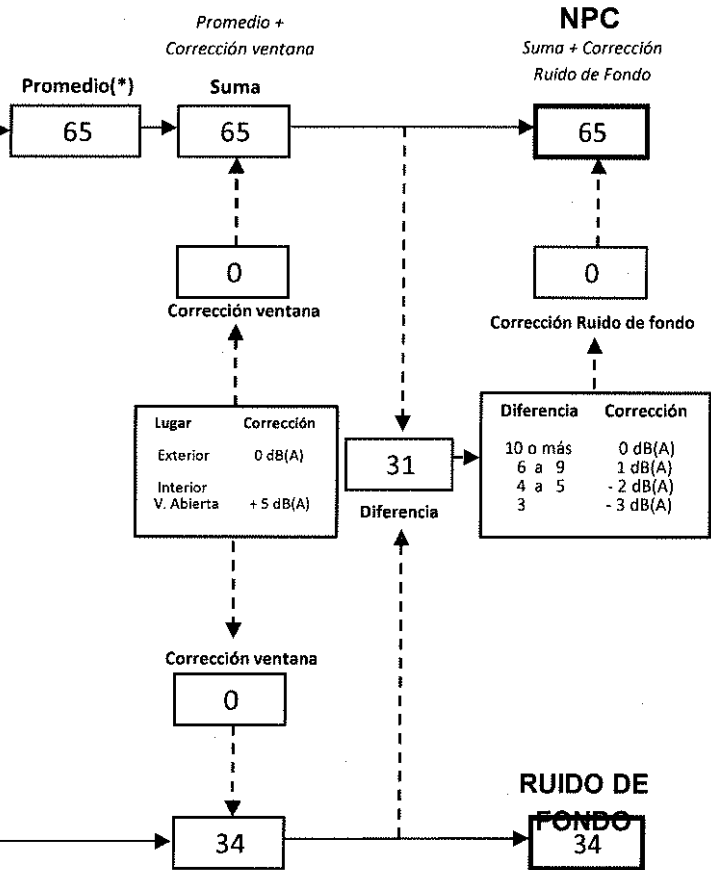 Promedio +
Corrección ventana
NPC
Suma + Corrección
Ruido de Fondo
Promedio(*)
Suma
65
65
65
0
0
Corrección ventana
Corrección Ruido de fondo
Lugar Corrección
Exterior 0 dB(A)
Interior
V. Abierta + 5 dB(A)
31
Diferencia
Diferencia Corrección
10 o más 0 dB(A)
6 a 9 1 dB(A)
4 a 5 - 2 dB(A)
3 - 3 dB(A)
Corrección ventana
0
RUIDO DE
FONDO
34
34